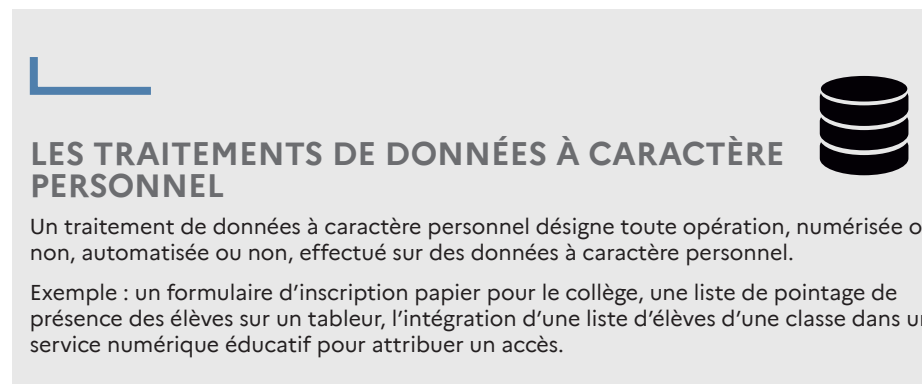 LES TRAITEMENTS DE DONNÉES À CARACTÈRE
PERSONNEL
Un traitement de données à caractère personnel désigne toute opération, numérisée o
non, automatisée ou non, effectué sur des données à caractère personnel.
Exemple : un formulaire d'inscription papier pour le collège, une liste de pointage de
présence des élèves sur un tableur, l'intégration d'une liste d'élèves d'une classe dans u
service numérique éducatif pour attribuer un accès.